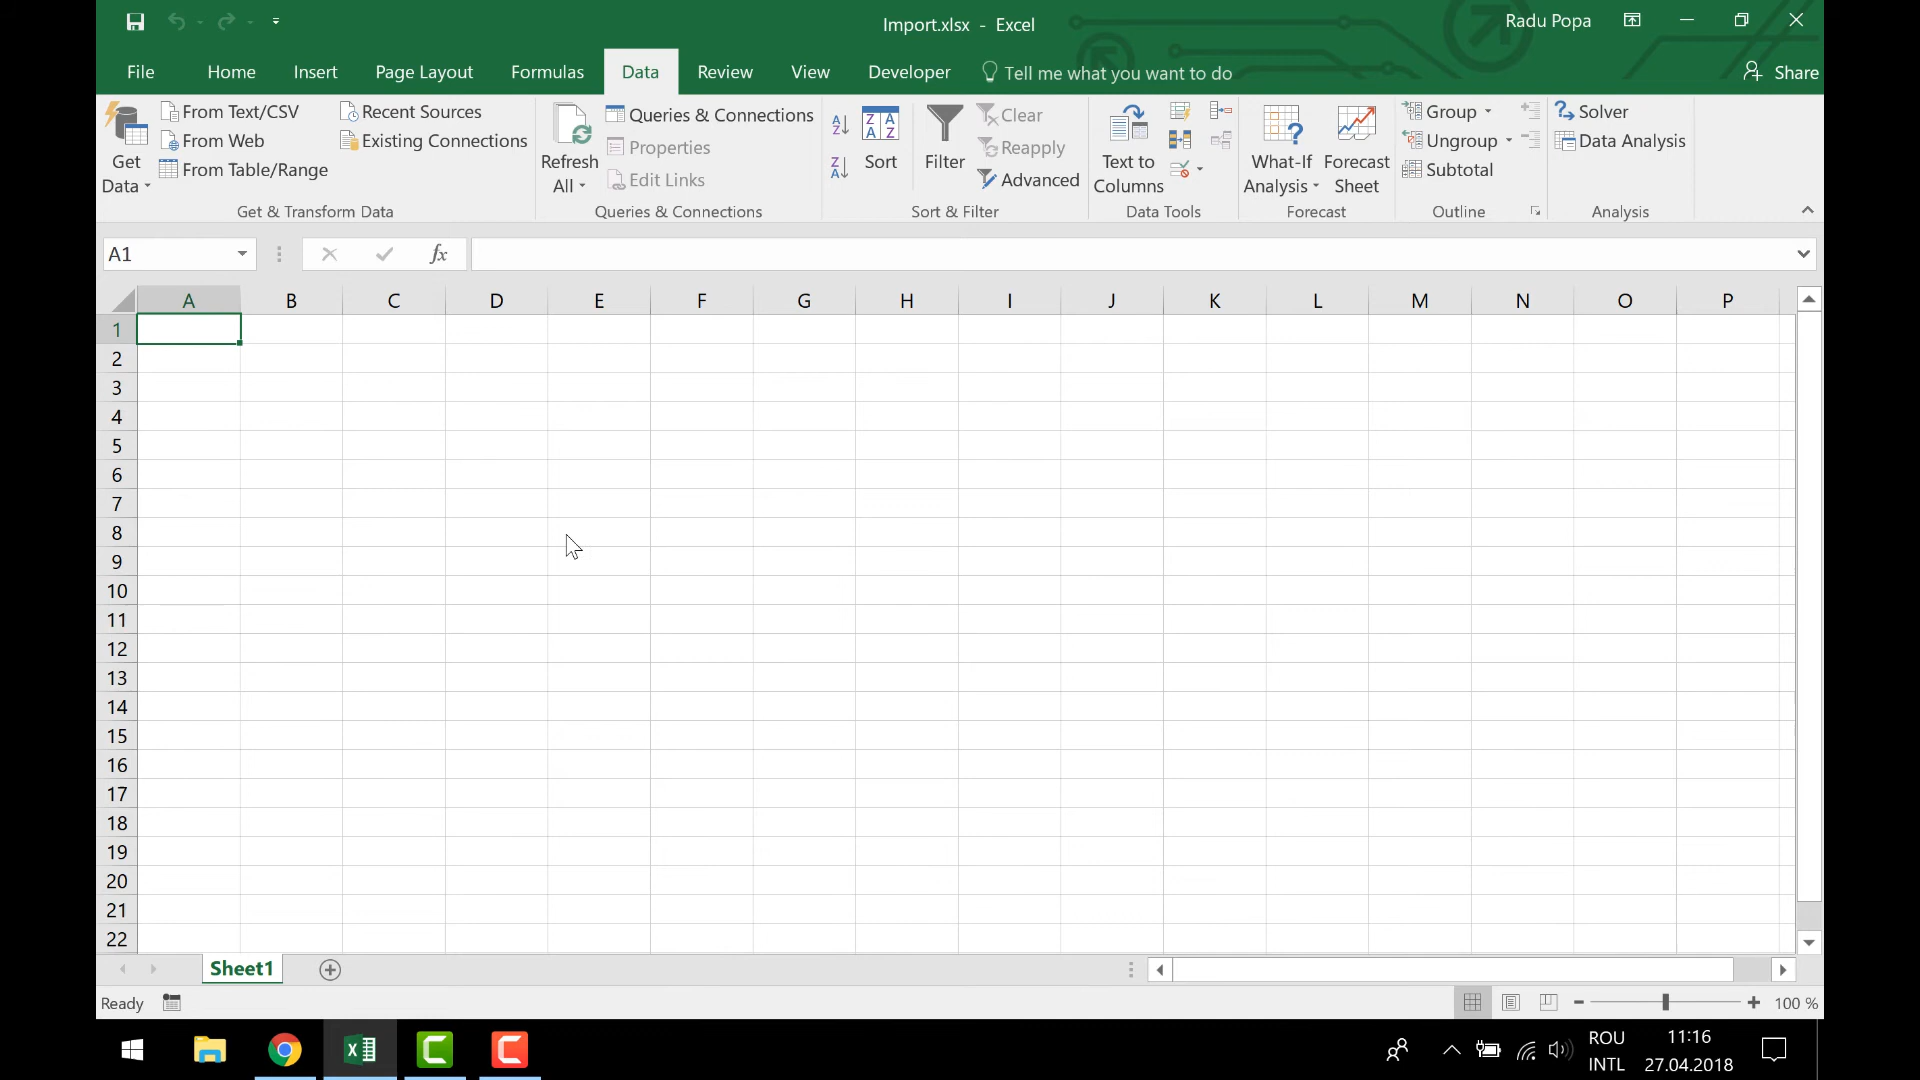 Import.xlsx - Excel
Radu Popa
File Home Insert Page Layout Formulas Data Review View Developer Tell me what you want to do Share
Get Data
From Text/CSV
From Web
From Table/Range
Recent Sources
Existing Connections
Get & Transform Data
Refresh All
Queries & Connections
Properties
Edit Links
Queries & Connections
Sort
Filter
Clear
Reapply
Advanced
Sort & Filter
Text to Columns
Data Tools
What-If Analysis
Forecast Sheet
Forecast
Group
Ungroup
Subtotal
Outline
Solver
Data Analysis
Analysis
A1
fx
A B C D E F G H I J K L M N O P
1
2
3
4
5
6
7
8
9
10
11
12
13
14
15
16
17
18
19
20
21
22
Sheet1
Ready
100 %
ROU
INTL
11:16
27.04.2018